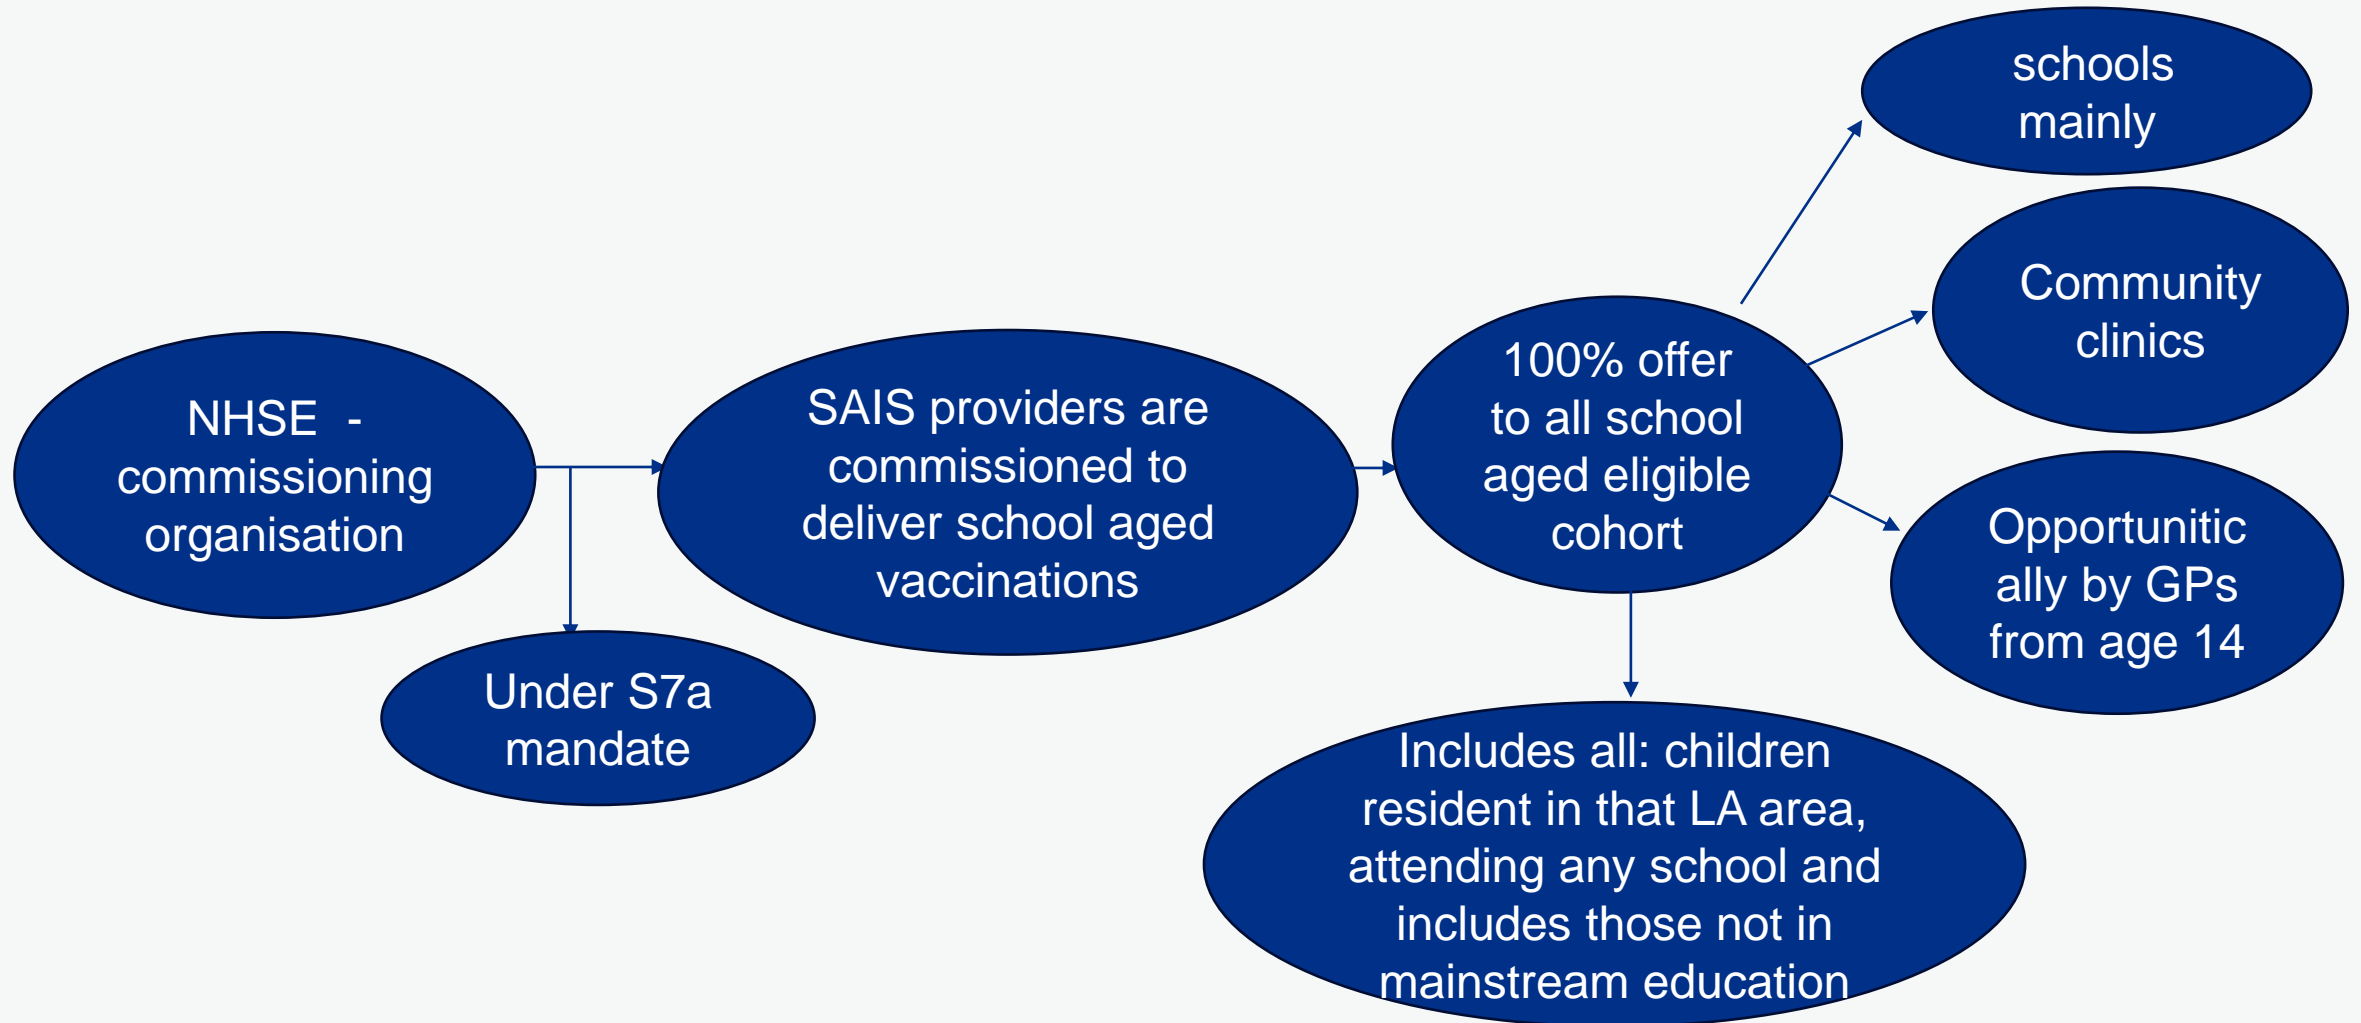 NHSE  -
commissioning
organisation
Under S7a
mandate
SAIS providers are
commissioned to
deliver school aged
vaccinations
100% offer
to all school
aged eligible
cohort
schools
mainly
Community
clinics
Opportunitic
ally by GPs
from age 14
Includes all: children
resident in that LA area,
attending any school and
includes those not in
mainstream education